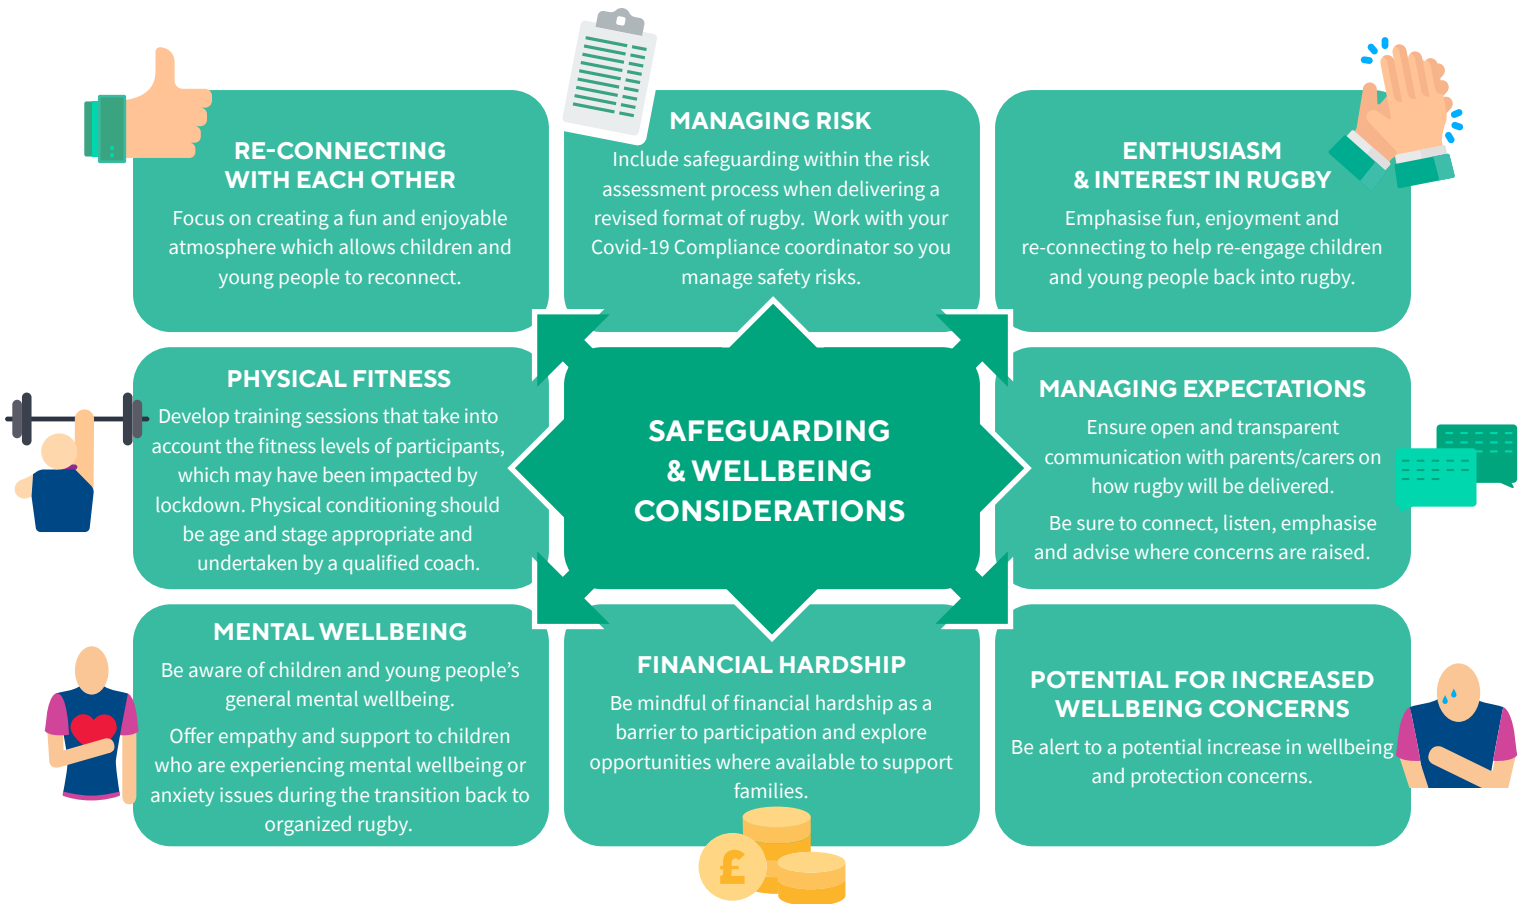 RE-CONNECTING
WITH EACH OTHER
Focus on creating a fun and enjoyable
atmosphere which allows children and
young people to reconnect.
MANAGING RISK
Include safeguarding within the risk
assessment process when delivering a
revised format of rugby.  Work with your
Covid-19 Compliance coordinator so you
manage safety risks.
ENTHUSIASM
& INTEREST IN RUGBY
Emphasise fun, enjoyment and
re-connecting to help re-engage children
and young people back into rugby.
PHYSICAL FITNESS
Develop training sessions that take into
account the fitness levels of participants,
which may have been impacted by
lockdown. Physical conditioning should
be age and stage appropriate and
undertaken by a qualified coach.
SAFEGUARDING
& WELLBEING
CONSIDERATIONS
MANAGING EXPECTATIONS
Ensure open and transparent
communication with parents/carers on
how rugby will be delivered.
Be sure to connect, listen, emphasise
and advise where concerns are raised.
MENTAL WELLBEING
Be aware of children and young people’s
general mental wellbeing.
Offer empathy and support to children
who are experiencing mental wellbeing or
anxiety issues during the transition back to
organized rugby.
FINANCIAL HARDSHIP
Be mindful of financial hardship as a
barrier to participation and explore
opportunities where available to support
families.
£
POTENTIAL FOR INCREASED
WELLBEING CONCERNS
Be alert to a potential increase in wellbeing
and protection concerns.